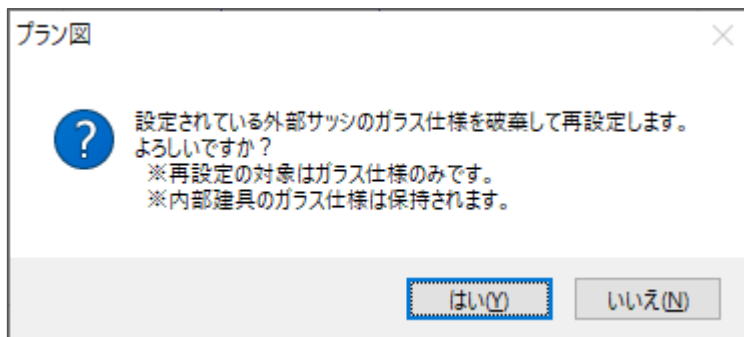 プラン図
設定されている外部サッシのガラス仕様を破棄して再設定します。
よろしいですか？
※再設定の対象はガラス仕様のみです。
※内部建具のガラス仕様は保持されます。
はい(Y)
いいえ(N)